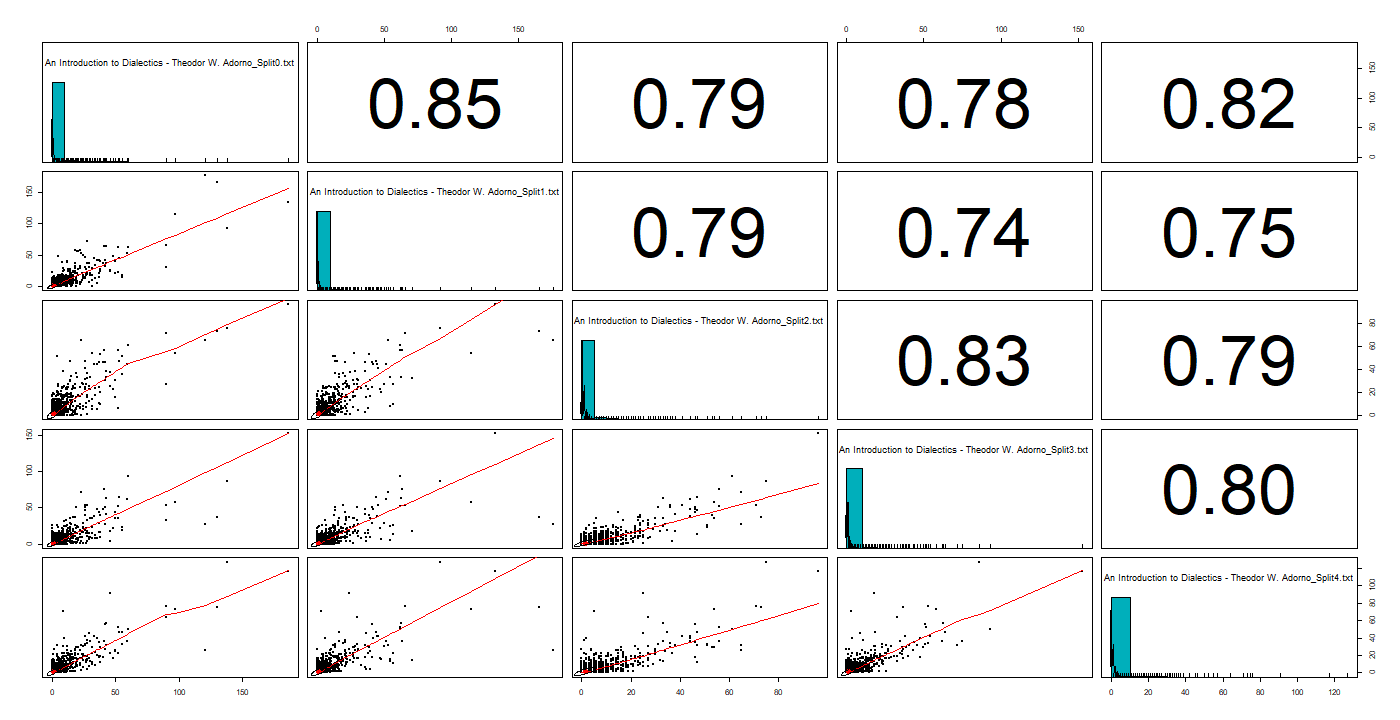 0 50 100 150
0 50 100 150
An Introduction to Dialectics - Theodor W. Adorno_Split0.txt
0.85
0.79
0.78
0.82
0 50 100 150
0 50 100 150
An Introduction to Dialectics - Theodor W. Adorno_Split1.txt
0.79
0.74
0.75
An Introduction to Dialectics - Theodor W. Adorno_Split2.txt
0.83
0.79
0 20 40 60 80
0 50 100 150
An Introduction to Dialectics - Theodor W. Adorno_Split3.txt
0.80
An Introduction to Dialectics - Theodor W. Adorno_Split4.txt
0 20 40 60 80 100
0 50 100 150
0 20 40 60 80
0 20 40 60 80 100 120